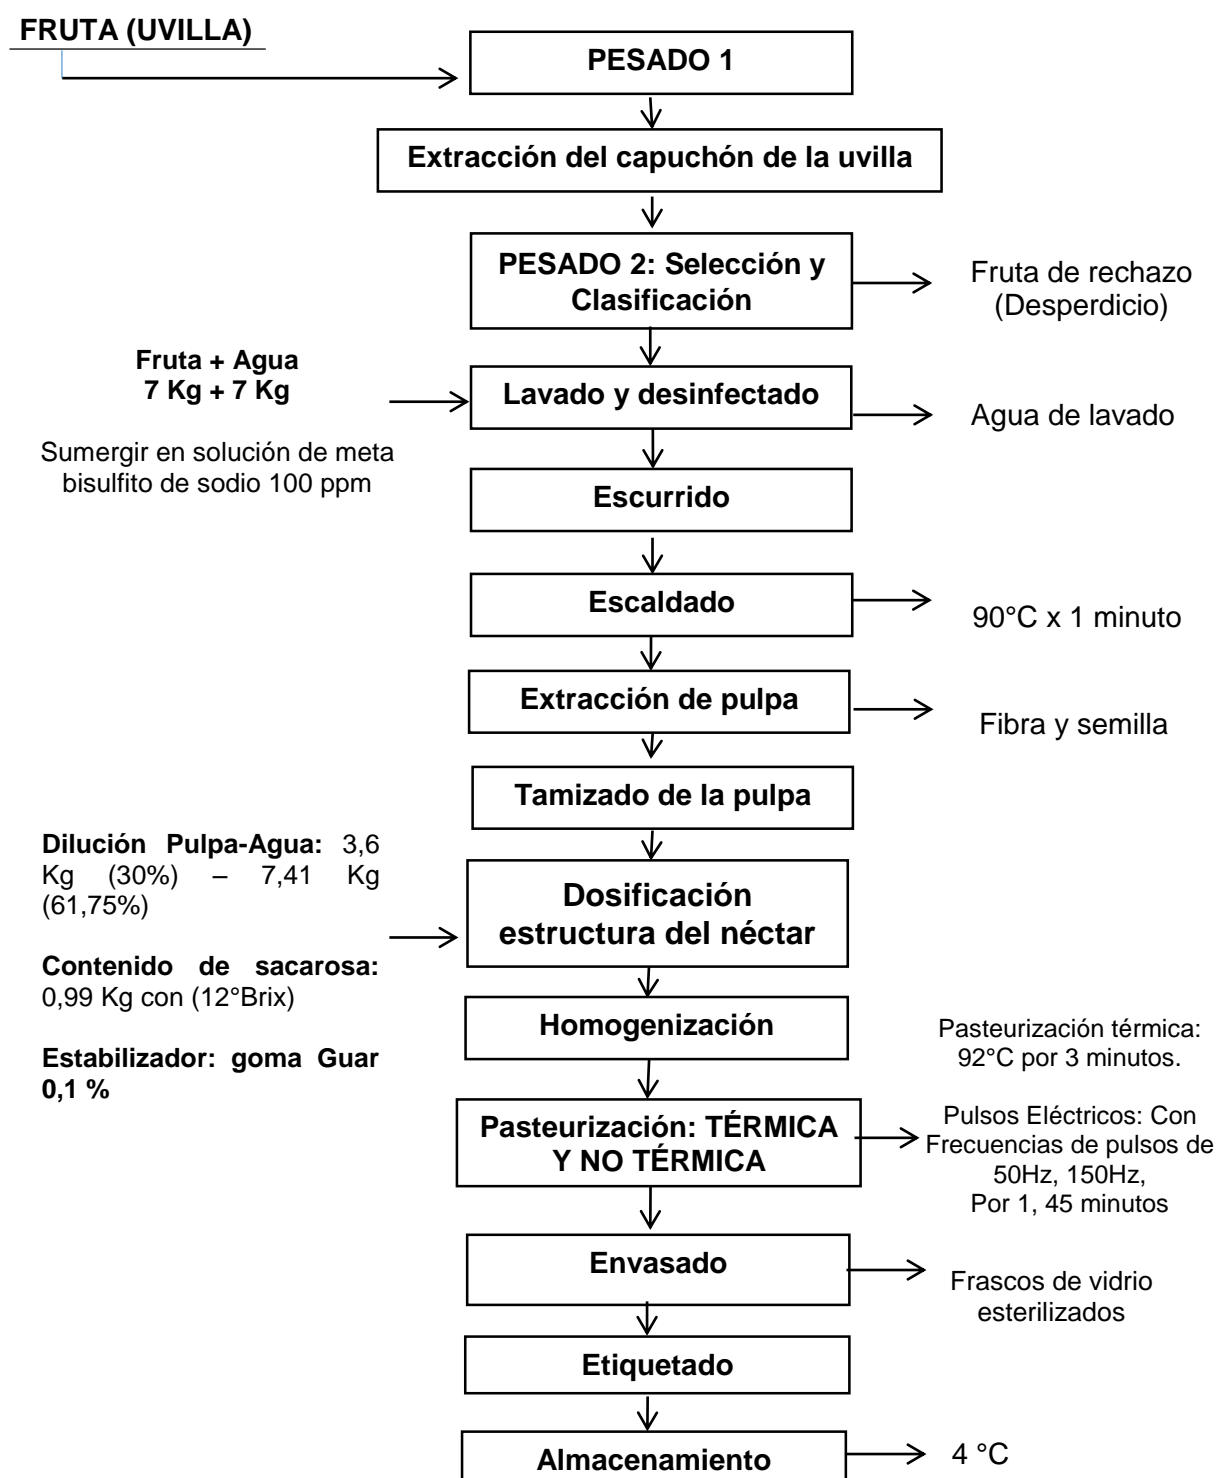 FRUTA (UVILLA)
PESADO 1
Extracción del capuchón de la uvilla
PESADO 2: Selección y
Clasificación
Fruta de rechazo
(Desperdicio)
Fruta + Agua
7 Kg + 7 Kg
Sumergir en solución de meta
bisulfito de sodio 100 ppm
Lavado y desinfectado
Agua de lavado
Escurrido
Escaldado
90°C x 1 minuto
Extracción de pulpa
Fibra y semilla
Tamizado de la pulpa
Dilución Pulpa-Agua: 3,6
Kg (30%) – 7,41 Kg
(61,75%)
Contenido de sacarosa:
0,99 Kg con (12°Brix)
Estabilizador: goma Guar
0,1 %
Dosificación
estructura del néctar
Homogenización
Pasteurización: TÉRMICA
Y NO TÉRMICA
Pasteurización térmica:
92°C por 3 minutos.
Pulsos Eléctricos: Con
Frecuencias de pulsos de
50Hz, 150Hz,
Por 1, 45 minutos
Envasado
Frascos de vidrio
esterilizados
Etiquetado
Almacenamiento
4 °C